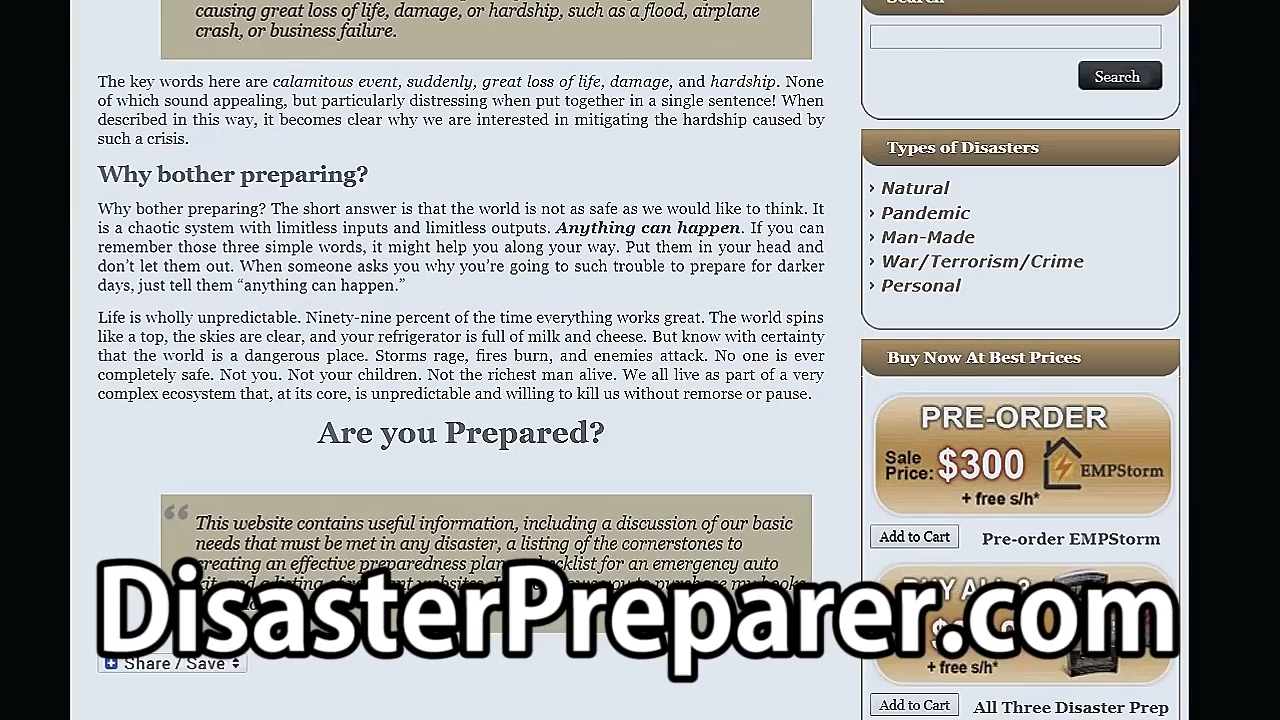 causing great loss of life, damage, or hardship, such as a flood, airplane
crash, or business failure.
The key words here are calamitous event, suddenly, great loss of life, damage, and hardship. None
of which sound appealing, but particularly distressing when put together in a single sentence! When
described in this way, it becomes clear why we are interested in mitigating the hardship caused by
such a crisis.
Why bother preparing?
Why bother preparing? The short answer is that the world is not as safe as we would like to think. It
is a chaotic system with limitless inputs and limitless outputs. Anything can happen. If you can
remember those three simple words, it might help you along your way. Put them in your head and
don't let them out. When someone asks you why you're going to such trouble to prepare for darker
days, just tell them “anything can happen.”
Life is wholly unpredictable. Ninety-nine percent of the time everything works great. The world spins
like a top, the skies are clear, and your refrigerator is full of milk and cheese. But know with certainty
that the world is a dangerous place. Storms rage, fires burn, and enemies attack. No one is ever
completely safe. Not you. Not your children. Not the richest man alive. We all live as part of a very
complex ecosystem that, at its core, is unpredictable and willing to kill us without remorse or pause.
Are you Prepared?
“ This website contains useful information, including a discussion of our basic
needs that must be met in any disaster, a listing of the cornerstones to
creating an effective preparedness plan, checklist for an emergency auto
DisasterPreparer.com
Share / Save
Search
Search
Types of Disasters
› Natural
› Pandemic
› Man-Made
› War/Terrorism/Crime
› Personal
Buy Now At Best Prices
PRE-ORDER
Sale
Price: $300
EMPStorm
+ free s/h*
Add to Cart
Pre-order EMPStorm
+ free s/h*
Add to Cart
All Three Disaster Prep